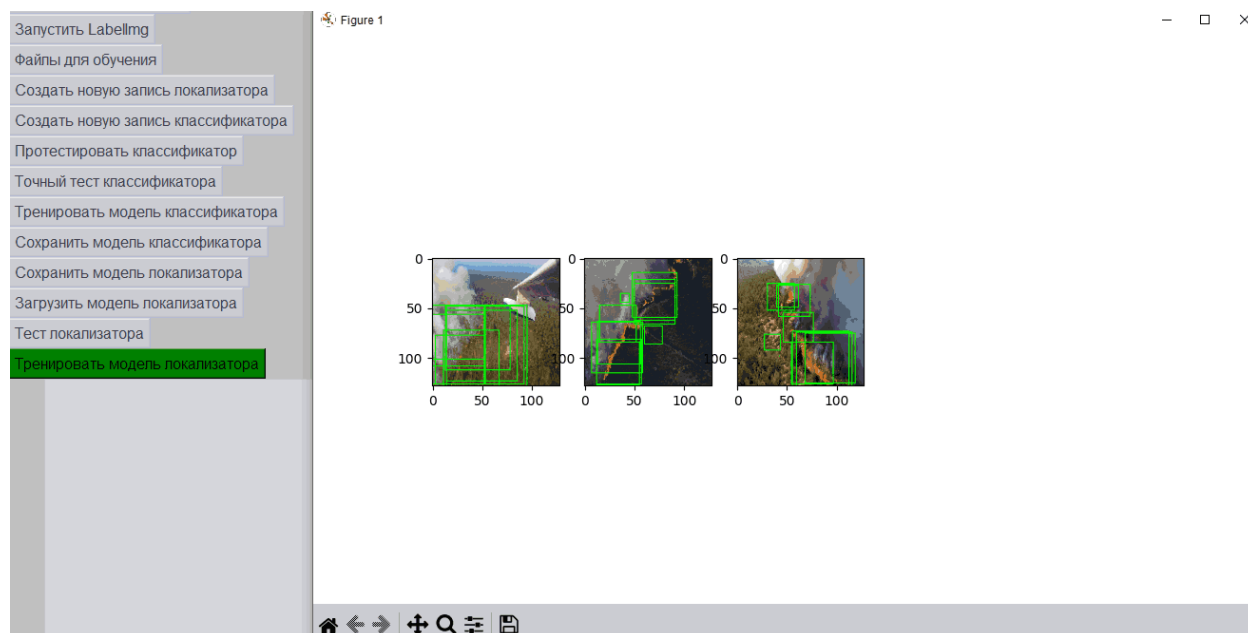 Запустить LabelImg
Файлы для обучения
Создать новую запись локализатора
Создать новую запись классификатора
Протестировать классификатор
Точный тест классификатора
Тренировать модель классификатора
Сохранить модель классификатора
Сохранить модель локализатора
Загрузить модель локализатора
Тест локализатора
Тренировать модель локализатора
Figure 1
0 0 0
50 50 50
100 100 100
0 50 100 0 50 100 0 50 100